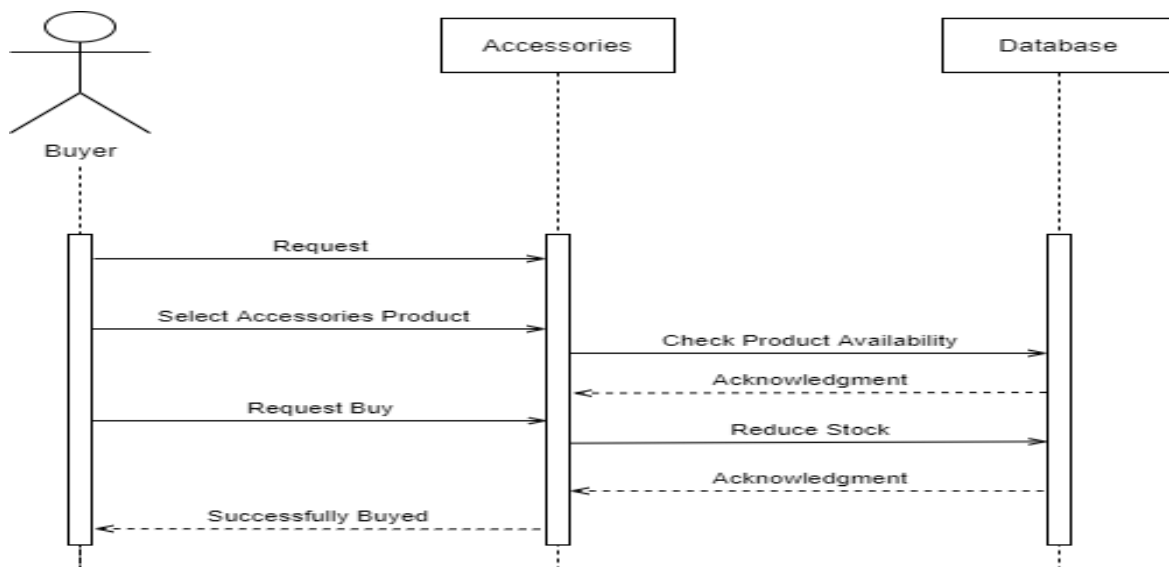 Accessories
Database
Buyer
Request
Select Accessories Product
Check Product Availability
Acknowledgment
Request Buy
Reduce Stock
Acknowledgment
Successfully Buyed